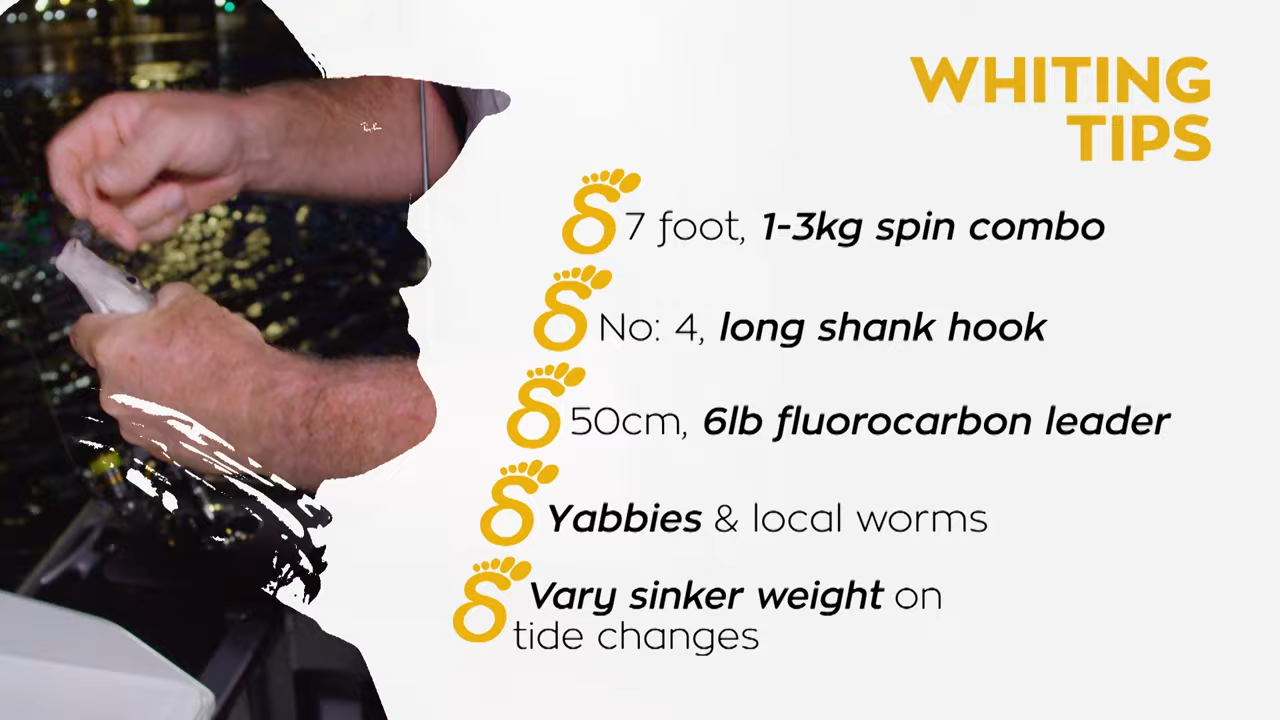 WHITING
TIPS
7 foot, 1-3kg spin combo
No: 4, long shank hook
50cm, 6lb fluorocarbon leader
Yabbies & local worms
Vary sinker weight on
tide changes